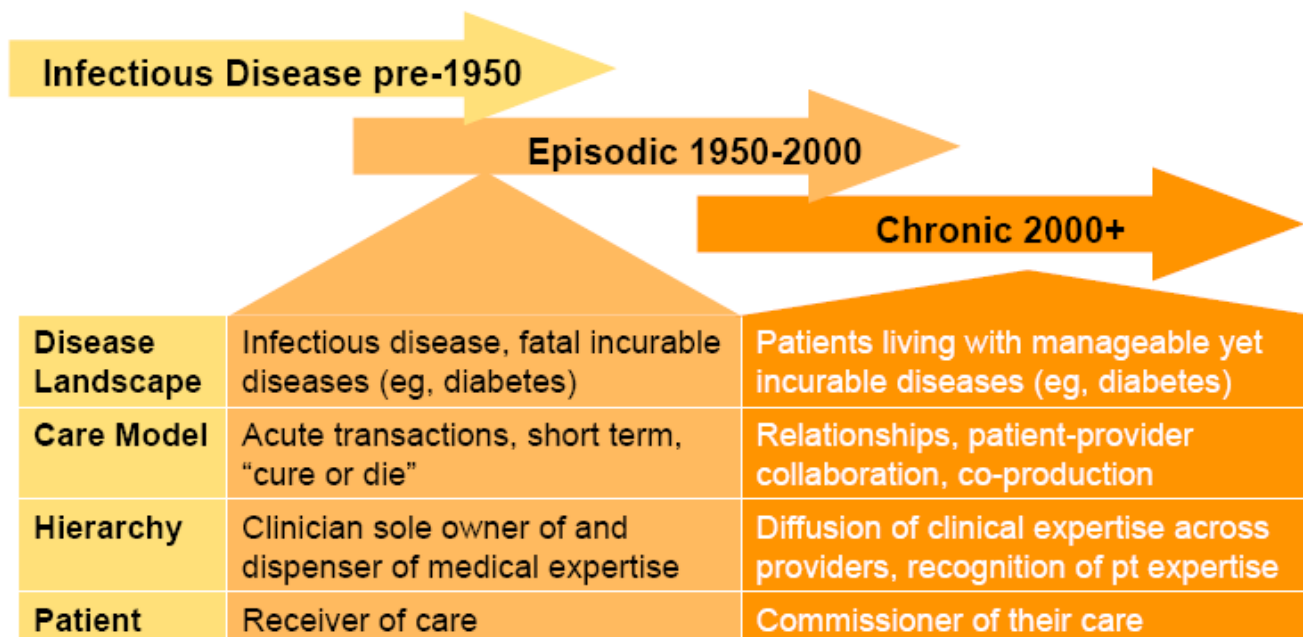 Infectious Disease pre-1950
Episodic 1950-2000
Chronic 2000+
Disease
Landscape
Infectious disease, fatal incurable
diseases (eg, diabetes)
Patients living with manageable yet
incurable diseases (eg, diabetes)
Care Model
Acute transactions, short term,
“cure or die”
Relationships, patient-provider
collaboration, co-production
Hierarchy
Clinician sole owner of and
dispenser of medical expertise
Diffusion of clinical expertise across
providers, recognition of pt expertise
Patient
Receiver of care
Commissioner of their care